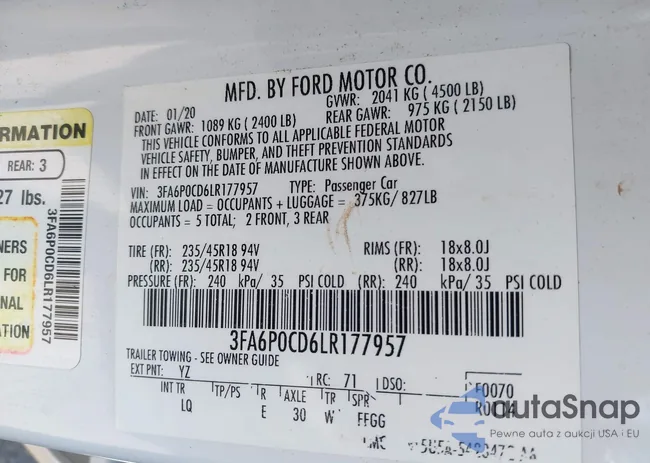 MFD. BY FORD MOTOR CO.
DATE: 01/20 GVWR: 2041 KG ( 4500 LB)
FRONT GAWR: 1089 KG ( 2400 LB) REAR GAWR: 975 KG ( 2150 LB)
THIS VEHICLE CONFORMS TO ALL APPLICABLE FEDERAL MOTOR
VEHICLE SAFETY, BUMPER, AND THEFT PREVENTION STANDARDS
IN EFFECT ON THE DATE OF MANUFACTURE SHOWN ABOVE.
VIN: 3FA6P0CD6LR177957 TYPE: Passenger Car
MAXIMUM LOAD = OCCUPANTS + LUGGAGE = 375KG/ 827LB
OCCUPANTS = 5 TOTAL; 2 FRONT, 3 REAR
TIRE (FR): 235/45R18 94V RIMS (FR): 18x8.0J
(RR): 235/45R18 94V (RR): 18x8.0J
PRESSURE (FR): 240 kPa/ 35 PSI COLD (RR): 240 kPa/ 35 PSI COLD
3FA6P0CD6LR177957
TRAILER TOWING - SEE OWNER GUIDE
EXT PNT: YZ RC: 71 DSO: F0070
INT TR TP/PS R AXLE TR SPR
LQ E 30 W FFGG
ORMATION
REAR: 3
27 lbs.
NERS
FOR
NAL
TION
3FA6P0CD6LR177957
autoSnap
Pewne auta z aukcji USA i EU